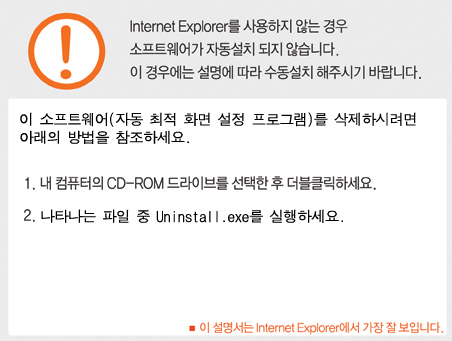 Internet Explorer를 사용하지 않는 경우
소프트웨어가 자동설치 되지 않습니다.
이 경우에는 설명에 따라 수동설치 해주시기 바랍니다.
이 소프트웨어(자동 최적 화면 설정 프로그램)를 삭제하시려면
아래의 방법을 참조하세요.
1. 내 컴퓨터의 CD-ROM 드라이브를 선택한 후 더블클릭하세요.
2. 나타나는 파일 중 Uninstall.exe를 실행하세요.
■ 이 설명서는 Internet Explorer에서 가장 잘 보입니다.